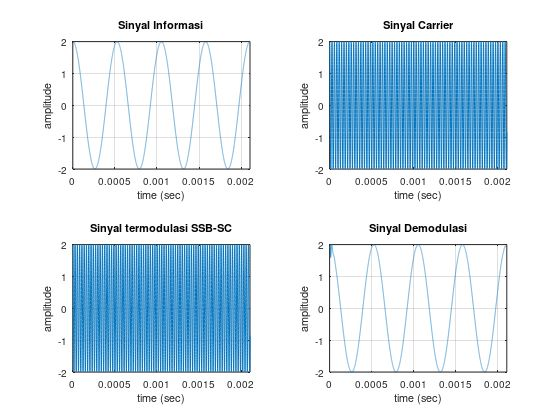 Sinyal Informasi
amplitude
2
1
0
-1
-2
0 0.0005 0.001 0.0015 0.002
time (sec)
Sinyal Carrier
amplitude
2
1
0
-1
-2
0 0.0005 0.001 0.0015 0.002
time (sec)
Sinyal termodulasi SSB-SC
amplitude
2
1
0
-1
-2
0 0.0005 0.001 0.0015 0.002
time (sec)
Sinyal Demodulasi
amplitude
2
1
0
-1
-2
0 0.0005 0.001 0.0015 0.002
time (sec)